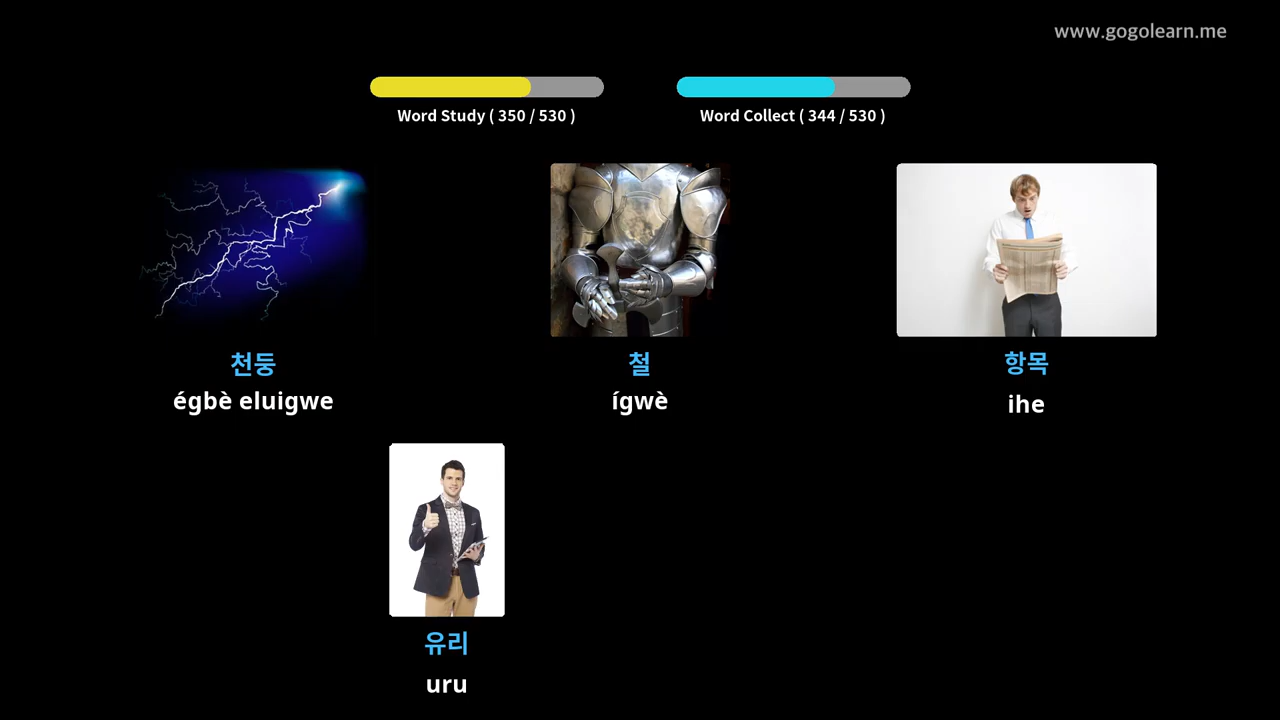 www.gogolearn.me
Word Study ( 350 / 530 )
Word Collect ( 344 / 530 )
천둥
égbè eluigwe
철
ígwè
항목
ihe
유리
uru